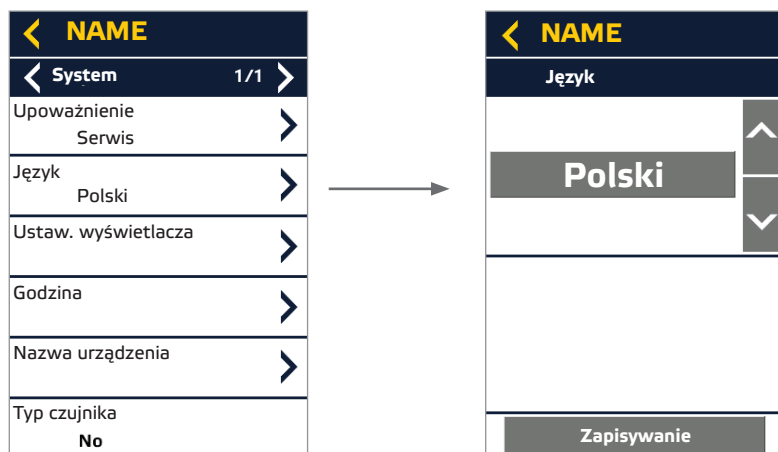 NAME
System 1/1
Upoważnienie
Serwis
Język
Polski
Ustaw. wyświetlacza
Godzina
Nazwa urządzenia
Typ czujnika
No
NAME
Język
Polski
Zapisywanie